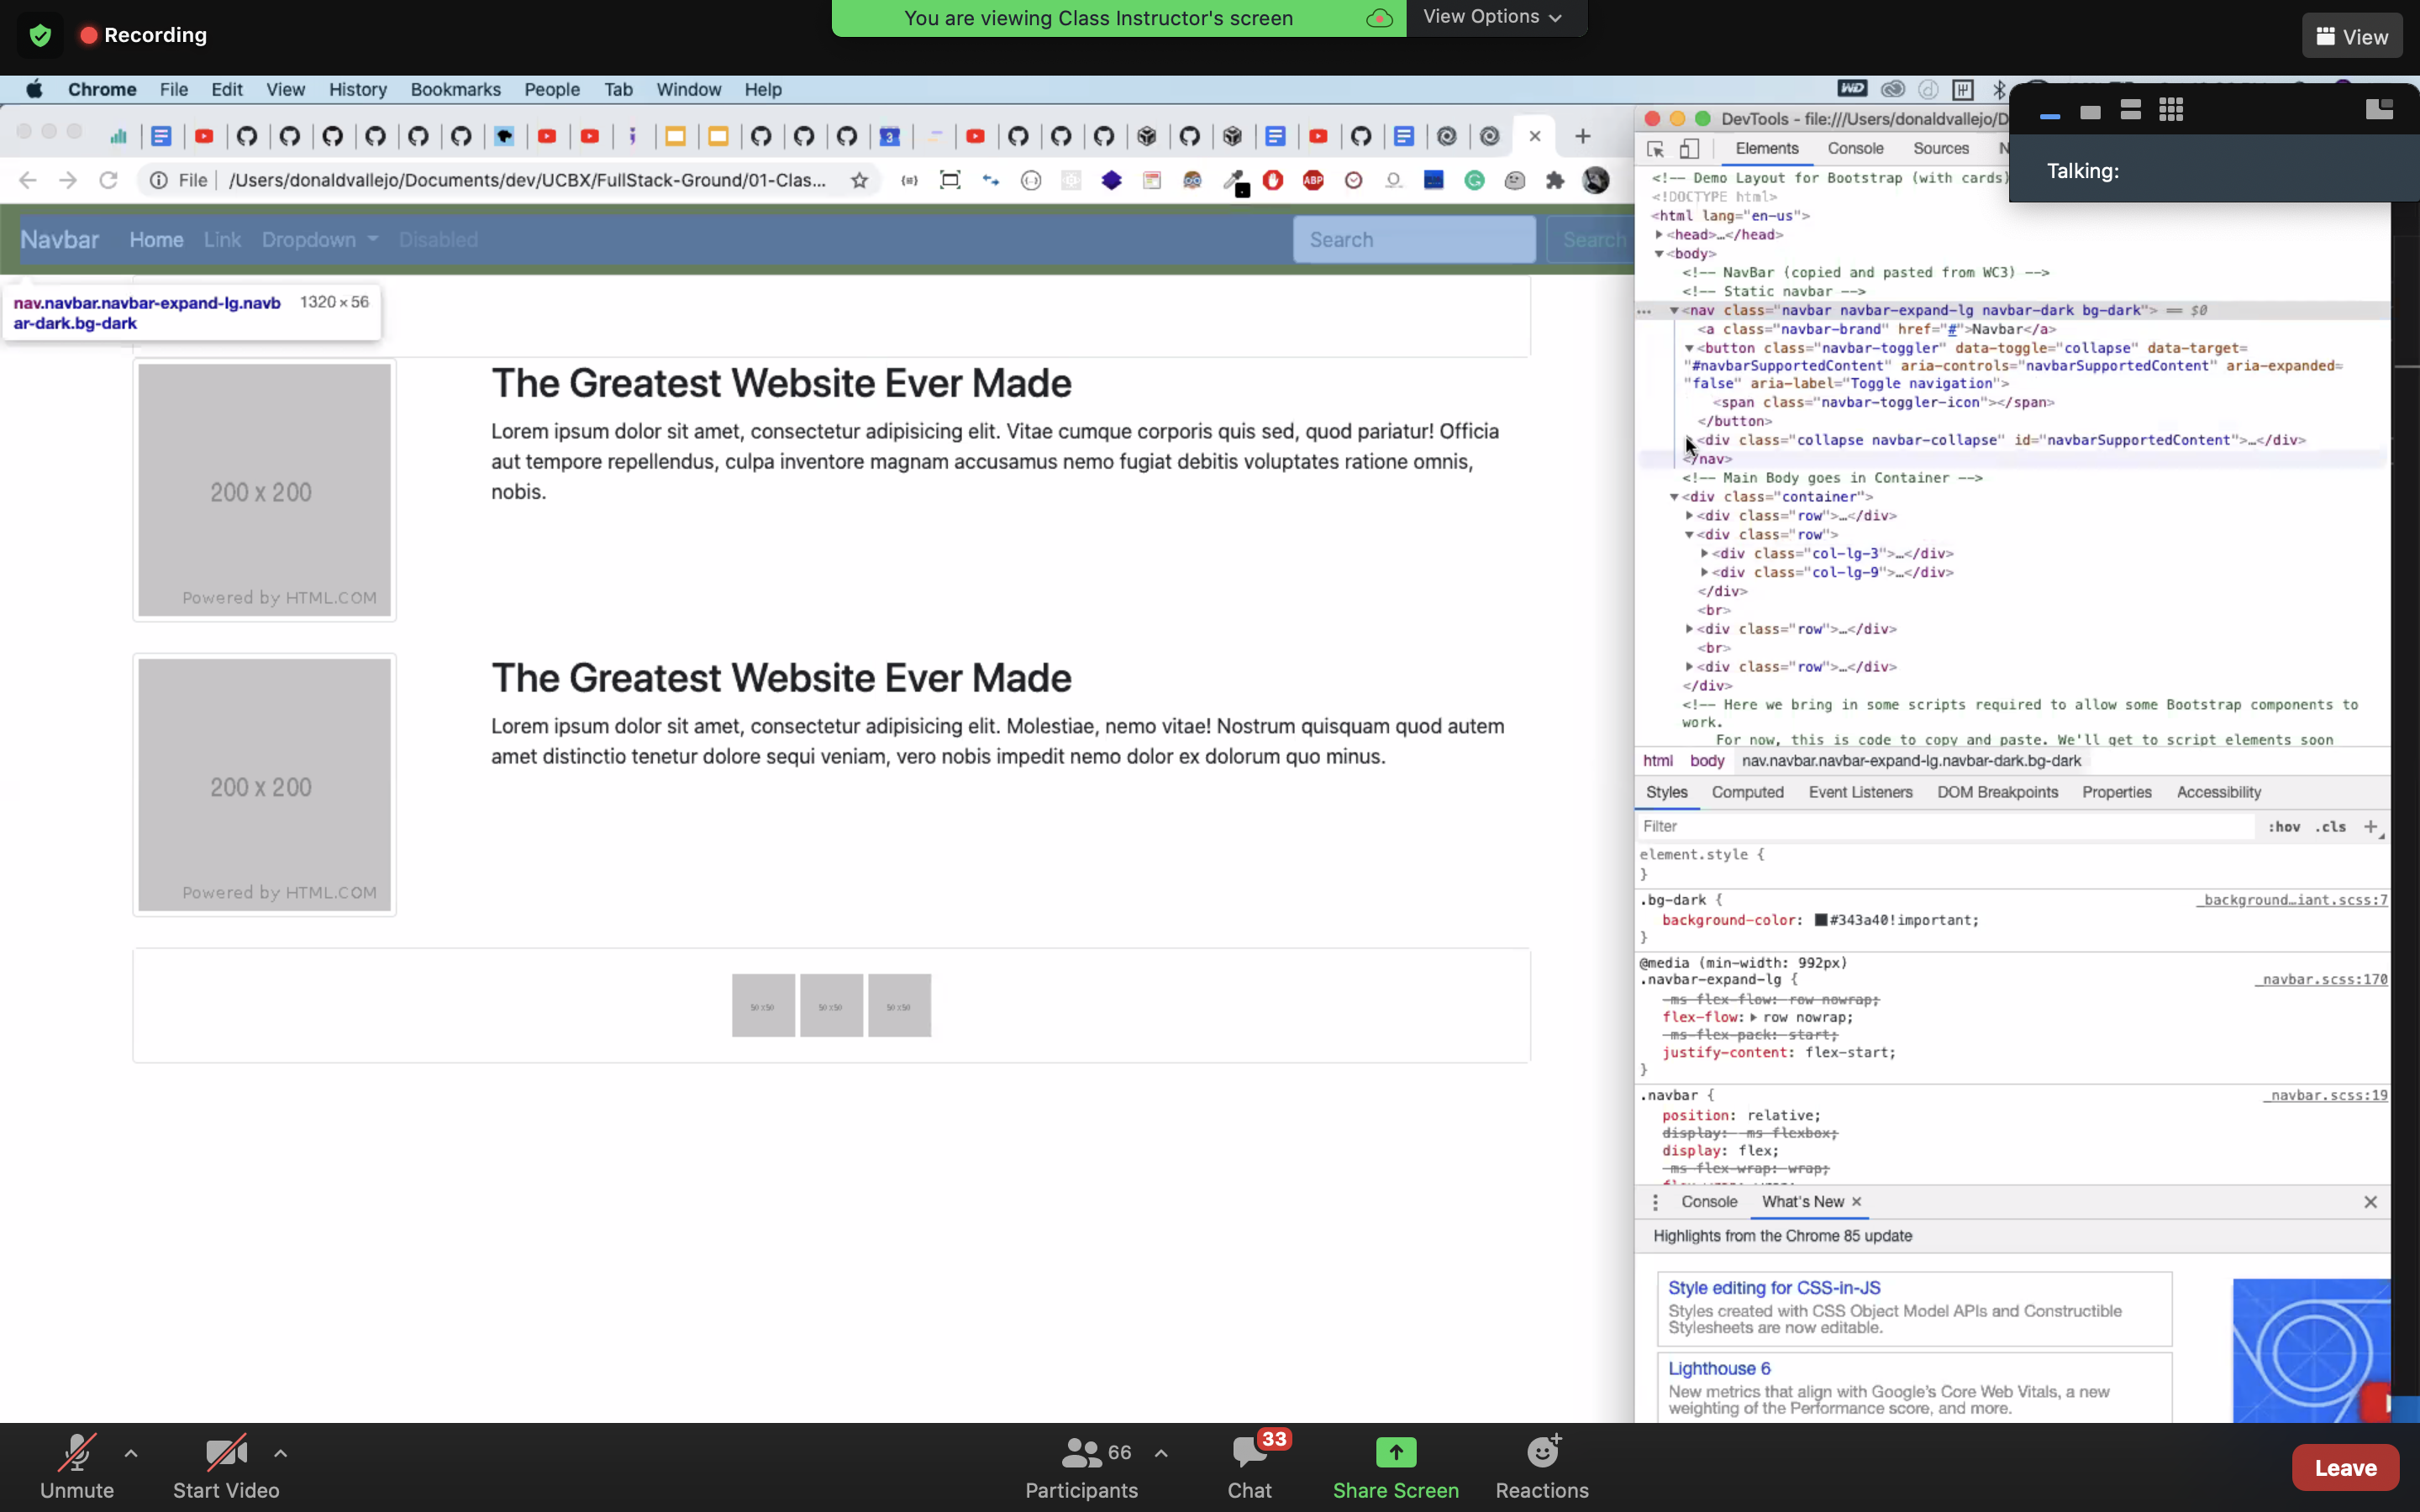 Recording
You are viewing Class Instructor's screen
View Options
View
Chrome File Edit View History Bookmarks People Tab Window Help
WD
File /Users/donaldvallejo/Documents/dev/UCBX/FullStack-Ground/01-Clas...
ABP
Talking:
Navbar Home Link Dropdown Disabled
Search
Search
nav.navbar.navbar-expand-lg.navb 1320 × 56
ar-dark.bg-dark
The Greatest Website Ever Made
Lorem ipsum dolor sit amet, consectetur adipisicing elit. Vitae cumque corporis quis sed, quod pariatur! Officia
aut tempore repellendus, culpa inventore magnam accusamus nemo fugiat debitis voluptates ratione omnis,
nobis.
200 x 200
Powered by HTML.COM
The Greatest Website Ever Made
Lorem ipsum dolor sit amet, consectetur adipisicing elit. Molestiae, nemo vitae! Nostrum quisquam quod autem
amet distinctio tenetur dolore sequi veniam, vero nobis impedit nemo dolor ex dolorum quo minus.
200 x 200
Powered by HTML.COM
50 x50
50 x50
50 x50
DevTools - file:///Users/donaldvallejo/D
Elements Console Sources N
<!-- Demo Layout for Bootstrap (with cards)
<!DOCTYPE html>
<html lang="en-us">
<head>…</head>
<body>
<!-- NavBar (copied and pasted from WC3) -->
<!-- Static navbar -->
<nav class="navbar navbar-expand-lg navbar-dark bg-dark"> == $0
<a class="navbar-brand" href="#">Navbar</a>
<button class="navbar-toggler" data-toggle="collapse" data-target=
"#navbarSupportedContent" aria-controls="navbarSupportedContent" aria-expanded=
"false" aria-label="Toggle navigation">
<span class="navbar-toggler-icon"></span>
</button>
<div class="collapse navbar-collapse" id="navbarSupportedContent">…</div>
</nav>
<!-- Main Body goes in Container -->
<div class="container">
<div class="row">…</div>
<div class="row">
<div class="col-lg-3">…</div>
<div class="col-lg-9">…</div>
</div>
<br>
<div class="row">…</div>
<br>
<div class="row">…</div>
</div>
<!-- Here we bring in some scripts required to allow some Bootstrap components to
work.
For now, this is code to copy and paste. We'll get to script elements soon
html body nav.navbar.navbar-expand-lg.navbar-dark.bg-dark
Styles Computed Event Listeners DOM Breakpoints Properties Accessibility
Filter :hov .cls +
element.style {
}
.bg-dark { _background…iant.scss:7
background-color: #343a40!important;
}
@media (min-width: 992px)
.navbar-expand-lg { _navbar.scss:170
-ms-flex-flow: row nowrap;
flex-flow: row nowrap;
-ms-flex-pack: start;
justify-content: flex-start;
}
.navbar { _navbar.scss:19
position: relative;
display: -ms-flexbox;
display: flex;
-ms-flex-wrap: wrap;
Console What's New
Highlights from the Chrome 85 update
Style editing for CSS-in-JS
Styles created with CSS Object Model APIs and Constructible
Stylesheets are now editable.
Lighthouse 6
New metrics that align with Google's Core Web Vitals, a new
weighting of the Performance score, and more.
Unmute
Start Video
66
Participants
33
Chat
Share Screen
Reactions
Leave